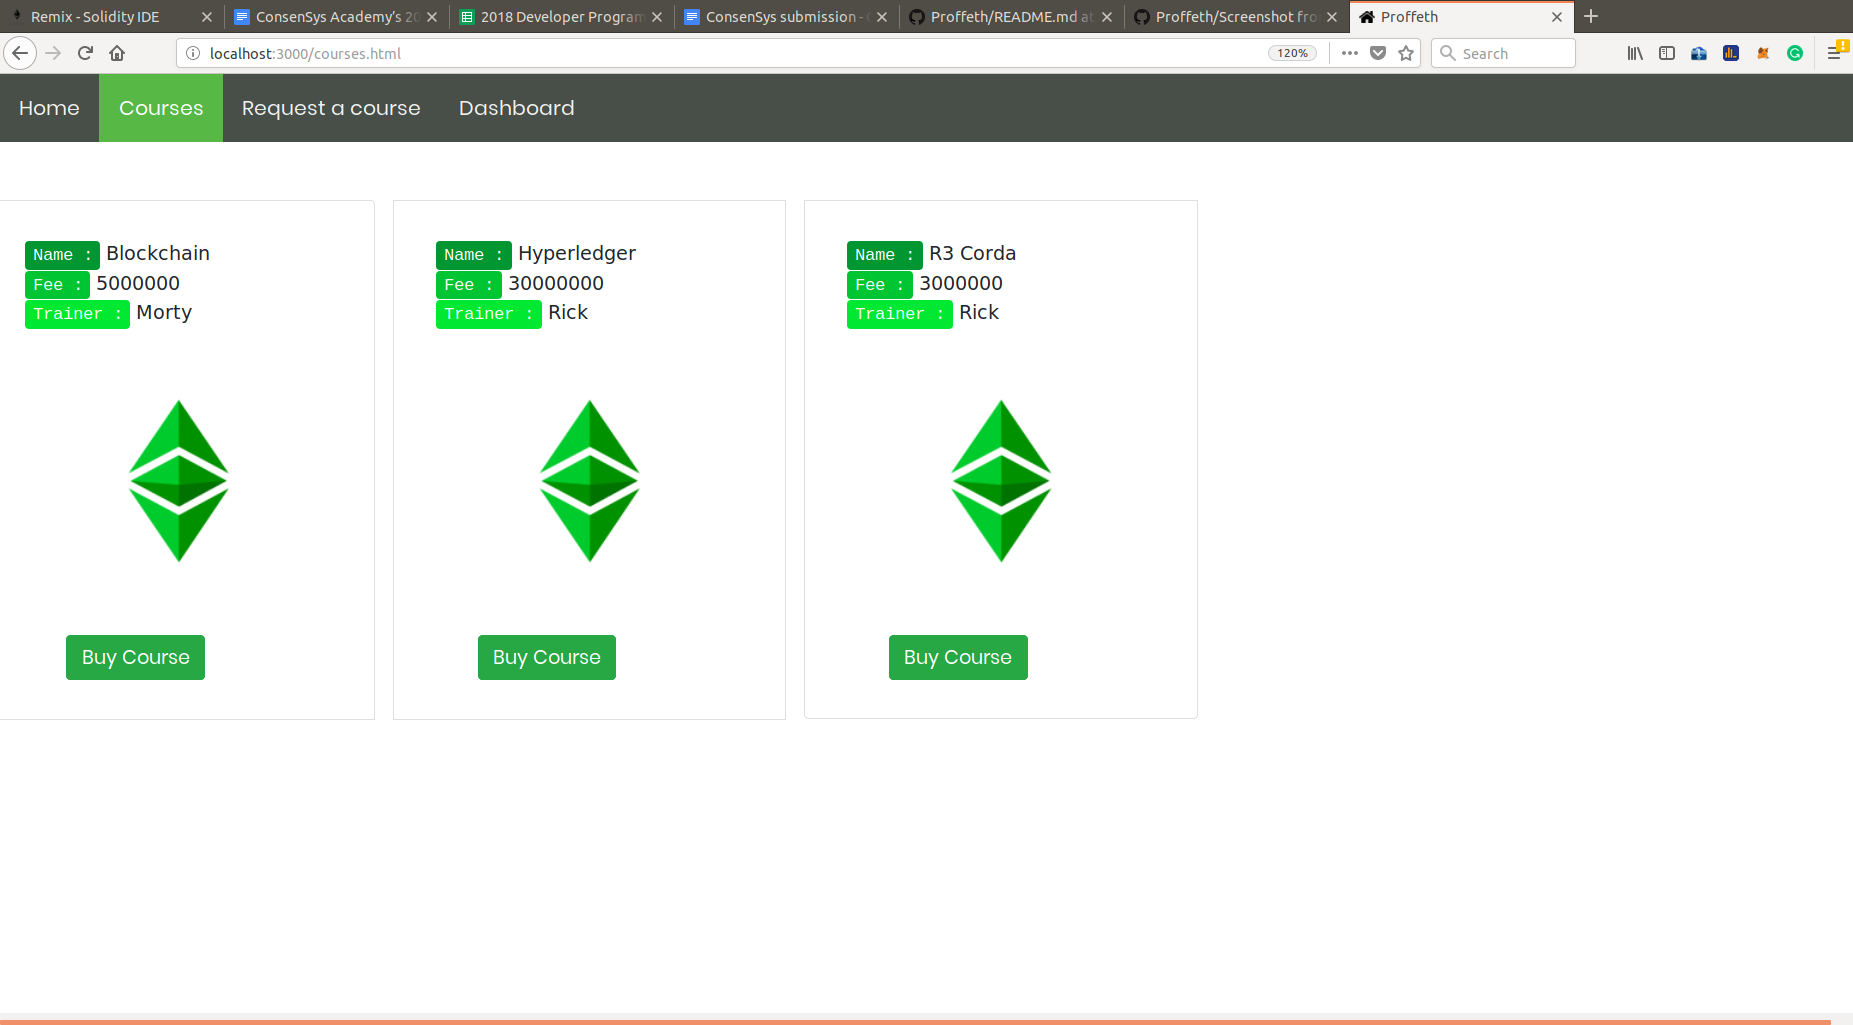 Remix - Solidity IDE
ConsenSys Academy's 20
2018 Developer Program
ConsenSys submission -
Proffeth/README.md at
Proffeth/Screenshot fro
Proffeth
localhost:3000/courses.html
120%
Search
Home
Courses
Request a course
Dashboard
Name : Blockchain
Fee : 5000000
Trainer : Morty
Buy Course
Name : Hyperledger
Fee : 30000000
Trainer : Rick
Buy Course
Name : R3 Corda
Fee : 3000000
Trainer : Rick
Buy Course